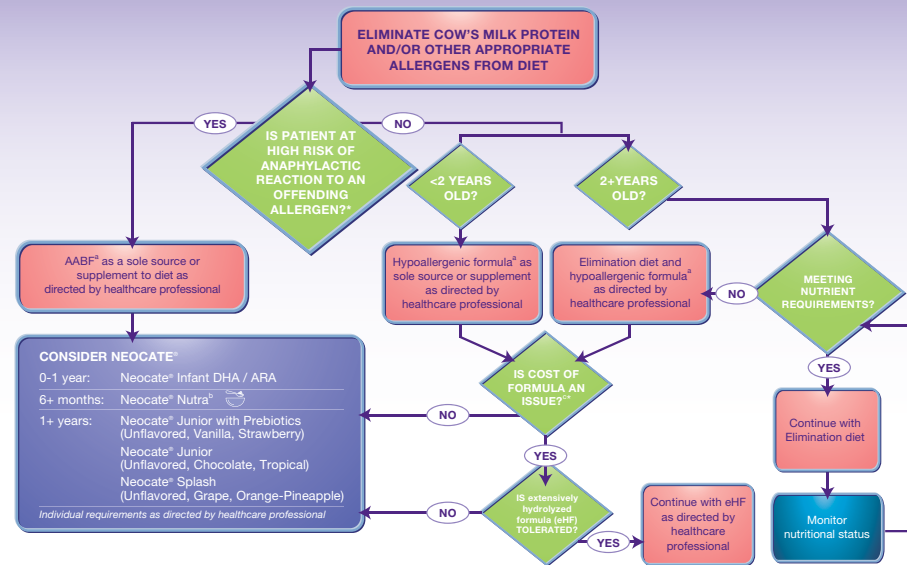 ELIMINATE COW'S MILK PROTEIN
AND/OR OTHER APPROPRIATE
ALLERGENS FROM DIET
YES
NO
IS PATIENT AT
HIGH RISK OF
ANAPHYLACTIC
REACTION TO AN
OFFENDING
ALLERGEN?*
<2 YEARS
OLD?
2+YEARS
OLD?
AABFª as a sole source or
supplement to diet as
directed by healthcare professional
Hypoallergenic formulaª as
sole source or supplement
as directed by
healthcare professional
Elimination diet and
hypoallergenic formulaª
as directed by
healthcare professional
NO
MEETING
NUTRIENT
REQUIREMENTS?
YES
CONSIDER NEOCATE®
0-1 year: Neocate® Infant DHA / ARA
6+ months: Neocate® Nutraᵇ
1+ years: Neocate® Junior with Prebiotics
(Unflavored, Vanilla, Strawberry)
Neocate® Junior
(Unflavored, Chocolate, Tropical)
Neocate® Splash
(Unflavored, Grape, Orange-Pineapple)
Individual requirements as directed by healthcare professional
IS COST OF
FORMULA AN
ISSUE?ᶜ*
NO
YES
IS extensively
hydrolyzed
formula (eHF)
TOLERATED?
NO
YES
Continue with eHF
as directed by
healthcare
professional
Continue with
Elimination diet
Monitor
nutritional status